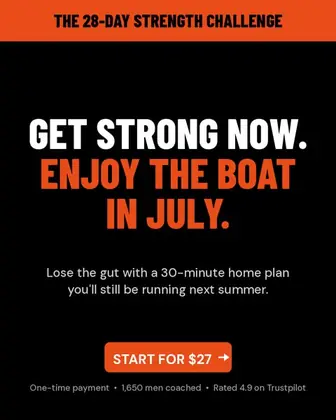 THE 28-DAY STRENGTH CHALLENGE
GET STRONG NOW.
ENJOY THE BOAT
IN JULY.
Lose the gut with a 30-minute home plan
you'll still be running next summer.
START FOR $27 →
One-time payment • 1,650 men coached • Rated 4.9 on Trustpilot